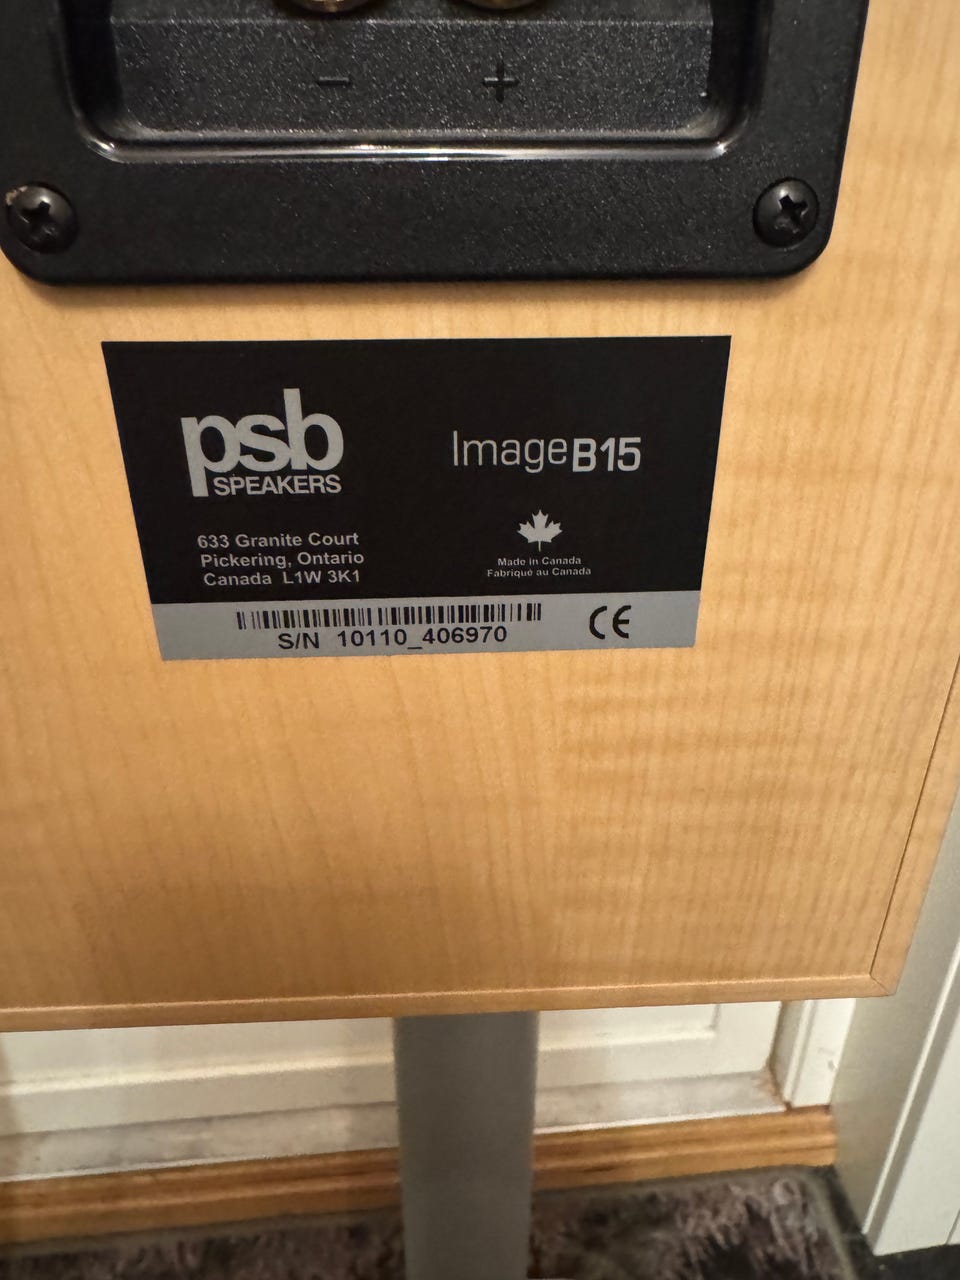 − +
psb
SPEAKERS
Image B15
633 Granite Court
Pickering, Ontario
Canada L1W 3K1
Made in Canada
Fabriqué au Canada
S/N 10110_406970
CE